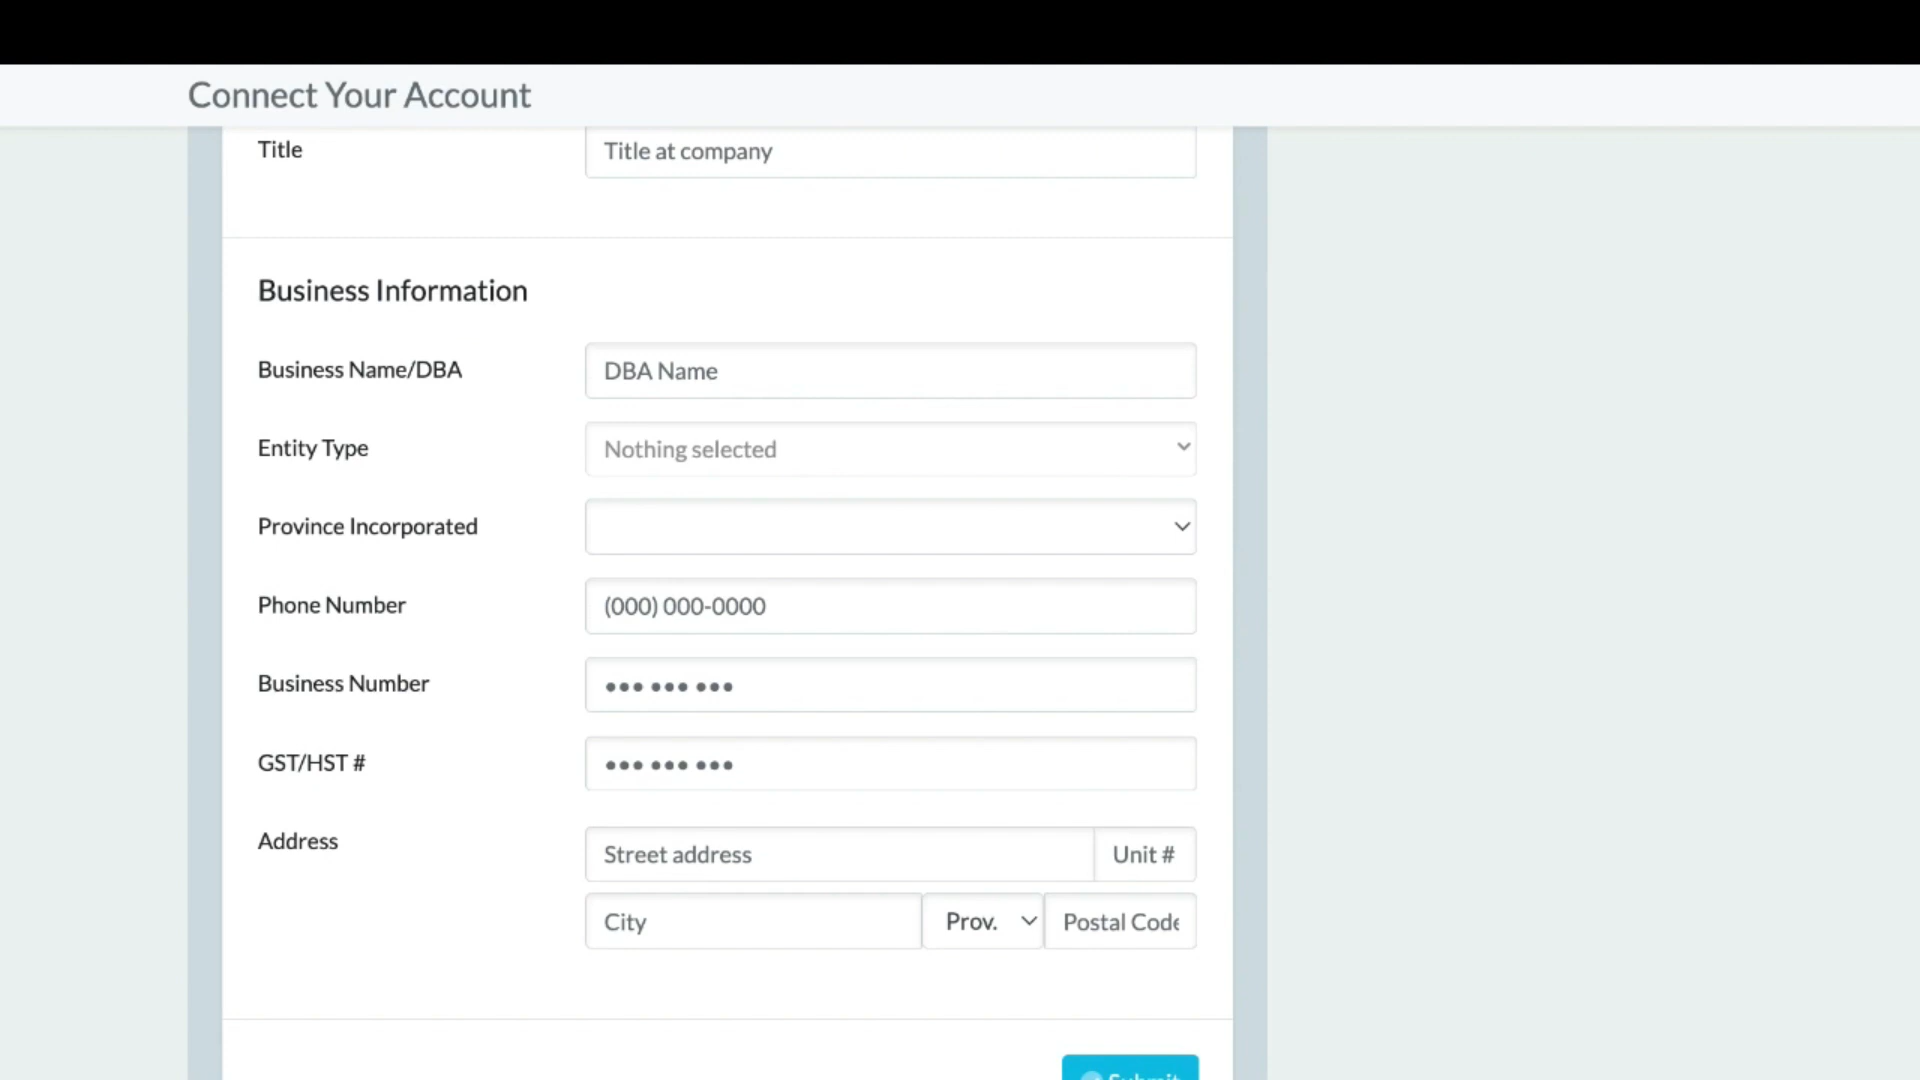 Connect Your Account
Title
Title at company
Business Information
Business Name/DBA
DBA Name
Entity Type
Nothing selected
Province Incorporated
Phone Number
(000) 000-0000
Business Number
••• ••• •••
GST/HST #
••• ••• •••
Address
Street address
Unit #
City
Prov.
Postal Code
Submit